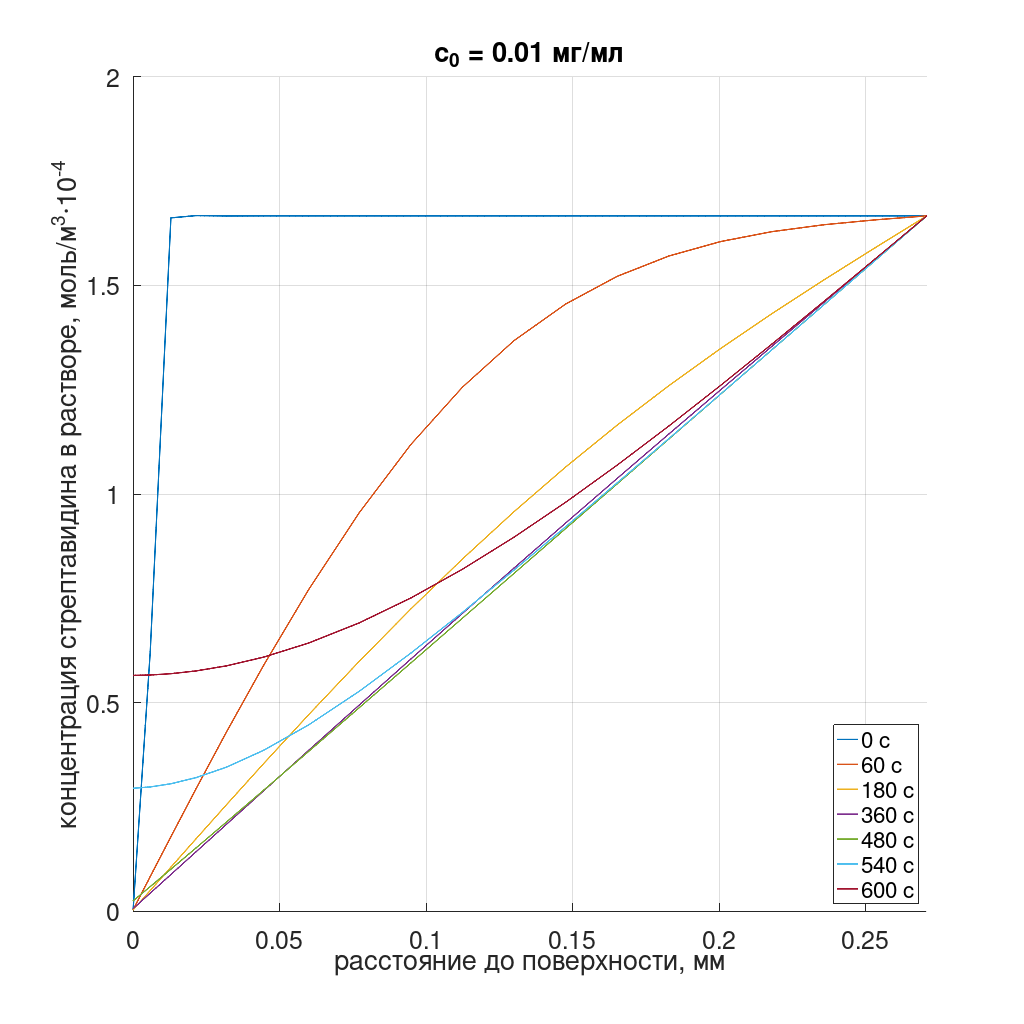 c0 = 0.01 мг/мл
концентрация стрептавидина в растворе, моль/м³·10⁻⁴
2
1.5
1
0.5
0
0 0.05 0.1 0.15 0.2 0.25
расстояние до поверхности, мм
0 с
60 с
180 с
360 с
480 с
540 с
600 с